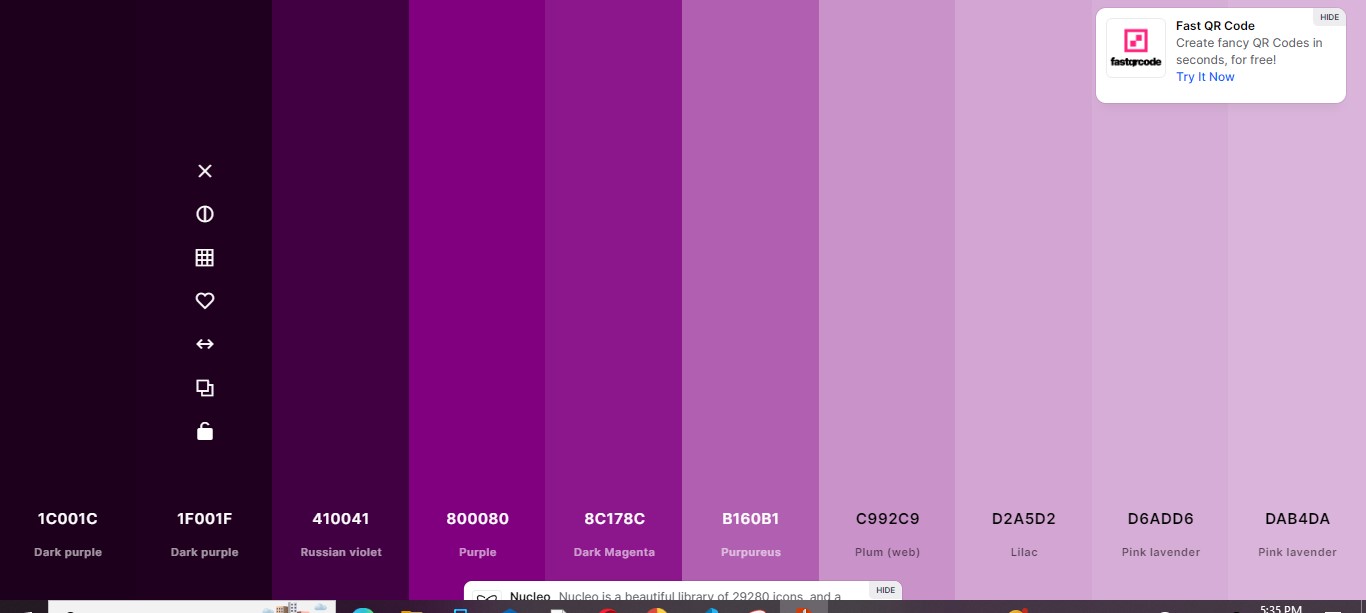 HIDE
Fast QR Code
Create fancy QR Codes in
seconds, for free!
Try It Now
fastqrcode
1C001C
Dark purple
1F001F
Dark purple
410041
Russian violet
800080
Purple
8C178C
Dark Magenta
B160B1
Purpureus
C992C9
Plum (web)
D2A5D2
Lilac
D6ADD6
Pink lavender
DAB4DA
Pink lavender
Nucleo Nucleo is a beautiful library of 29280 icons, and a
HIDE
5:35 PM